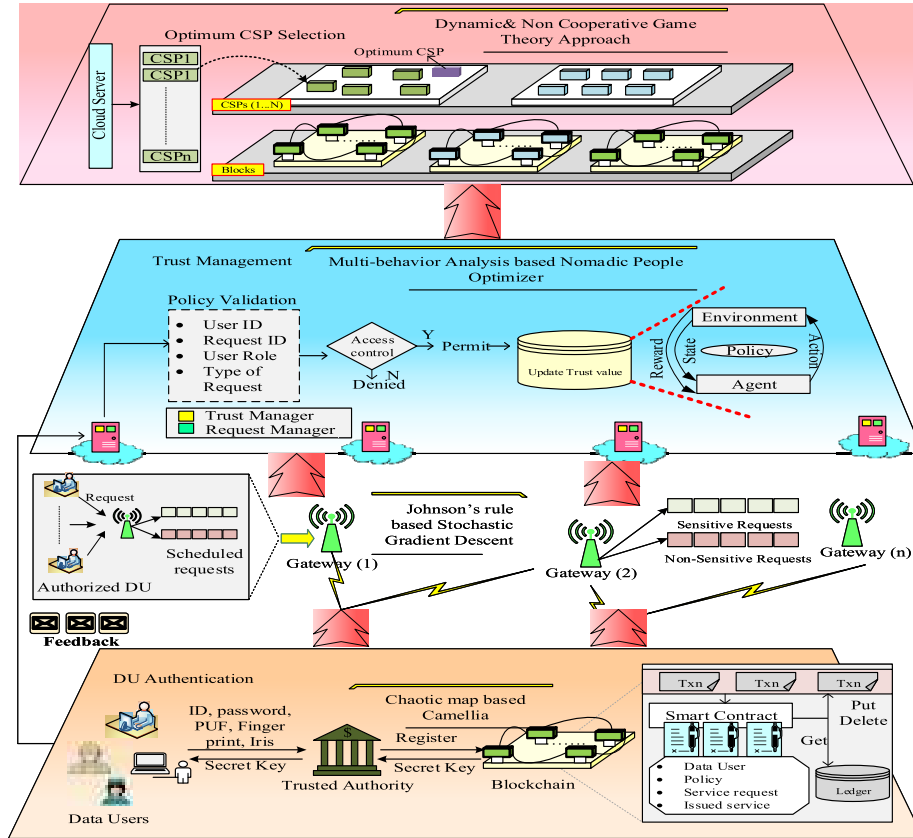 Dynamic& Non Cooperative Game
Theory Approach
Optimum CSP Selection
Optimum CSP
Cloud Server
CSP1
CSP1
CSPn
CSPs (1...N)
Blocks
Trust Management
Multi-behavior Analysis based Nomadic People
Optimizer
Policy Validation
User ID
Request ID
User Role
Type of
Request
Access
control
Y
Permit
N
Denied
Update Trust value
Environment
Reward
State
Policy
Action
Agent
Trust Manager
Request Manager
Request
Scheduled
requests
Authorized DU
Gateway (1)
Johnson's rule
based Stochastic
Gradient Descent
Gateway (2)
Sensitive Requests
Non-Sensitive Requests
Gateway (n)
Feedback
DU Authentication
ID, password,
PUF, Finger
print, Iris
Secret Key
Data Users
$
Trusted Authority
Chaotic map based
Camellia
Register
Secret Key
Blockchain
Txn
Txn
Txn
Smart Contract
Put
Delete
Get
Data User
Policy
Service request
Issued service
Ledger